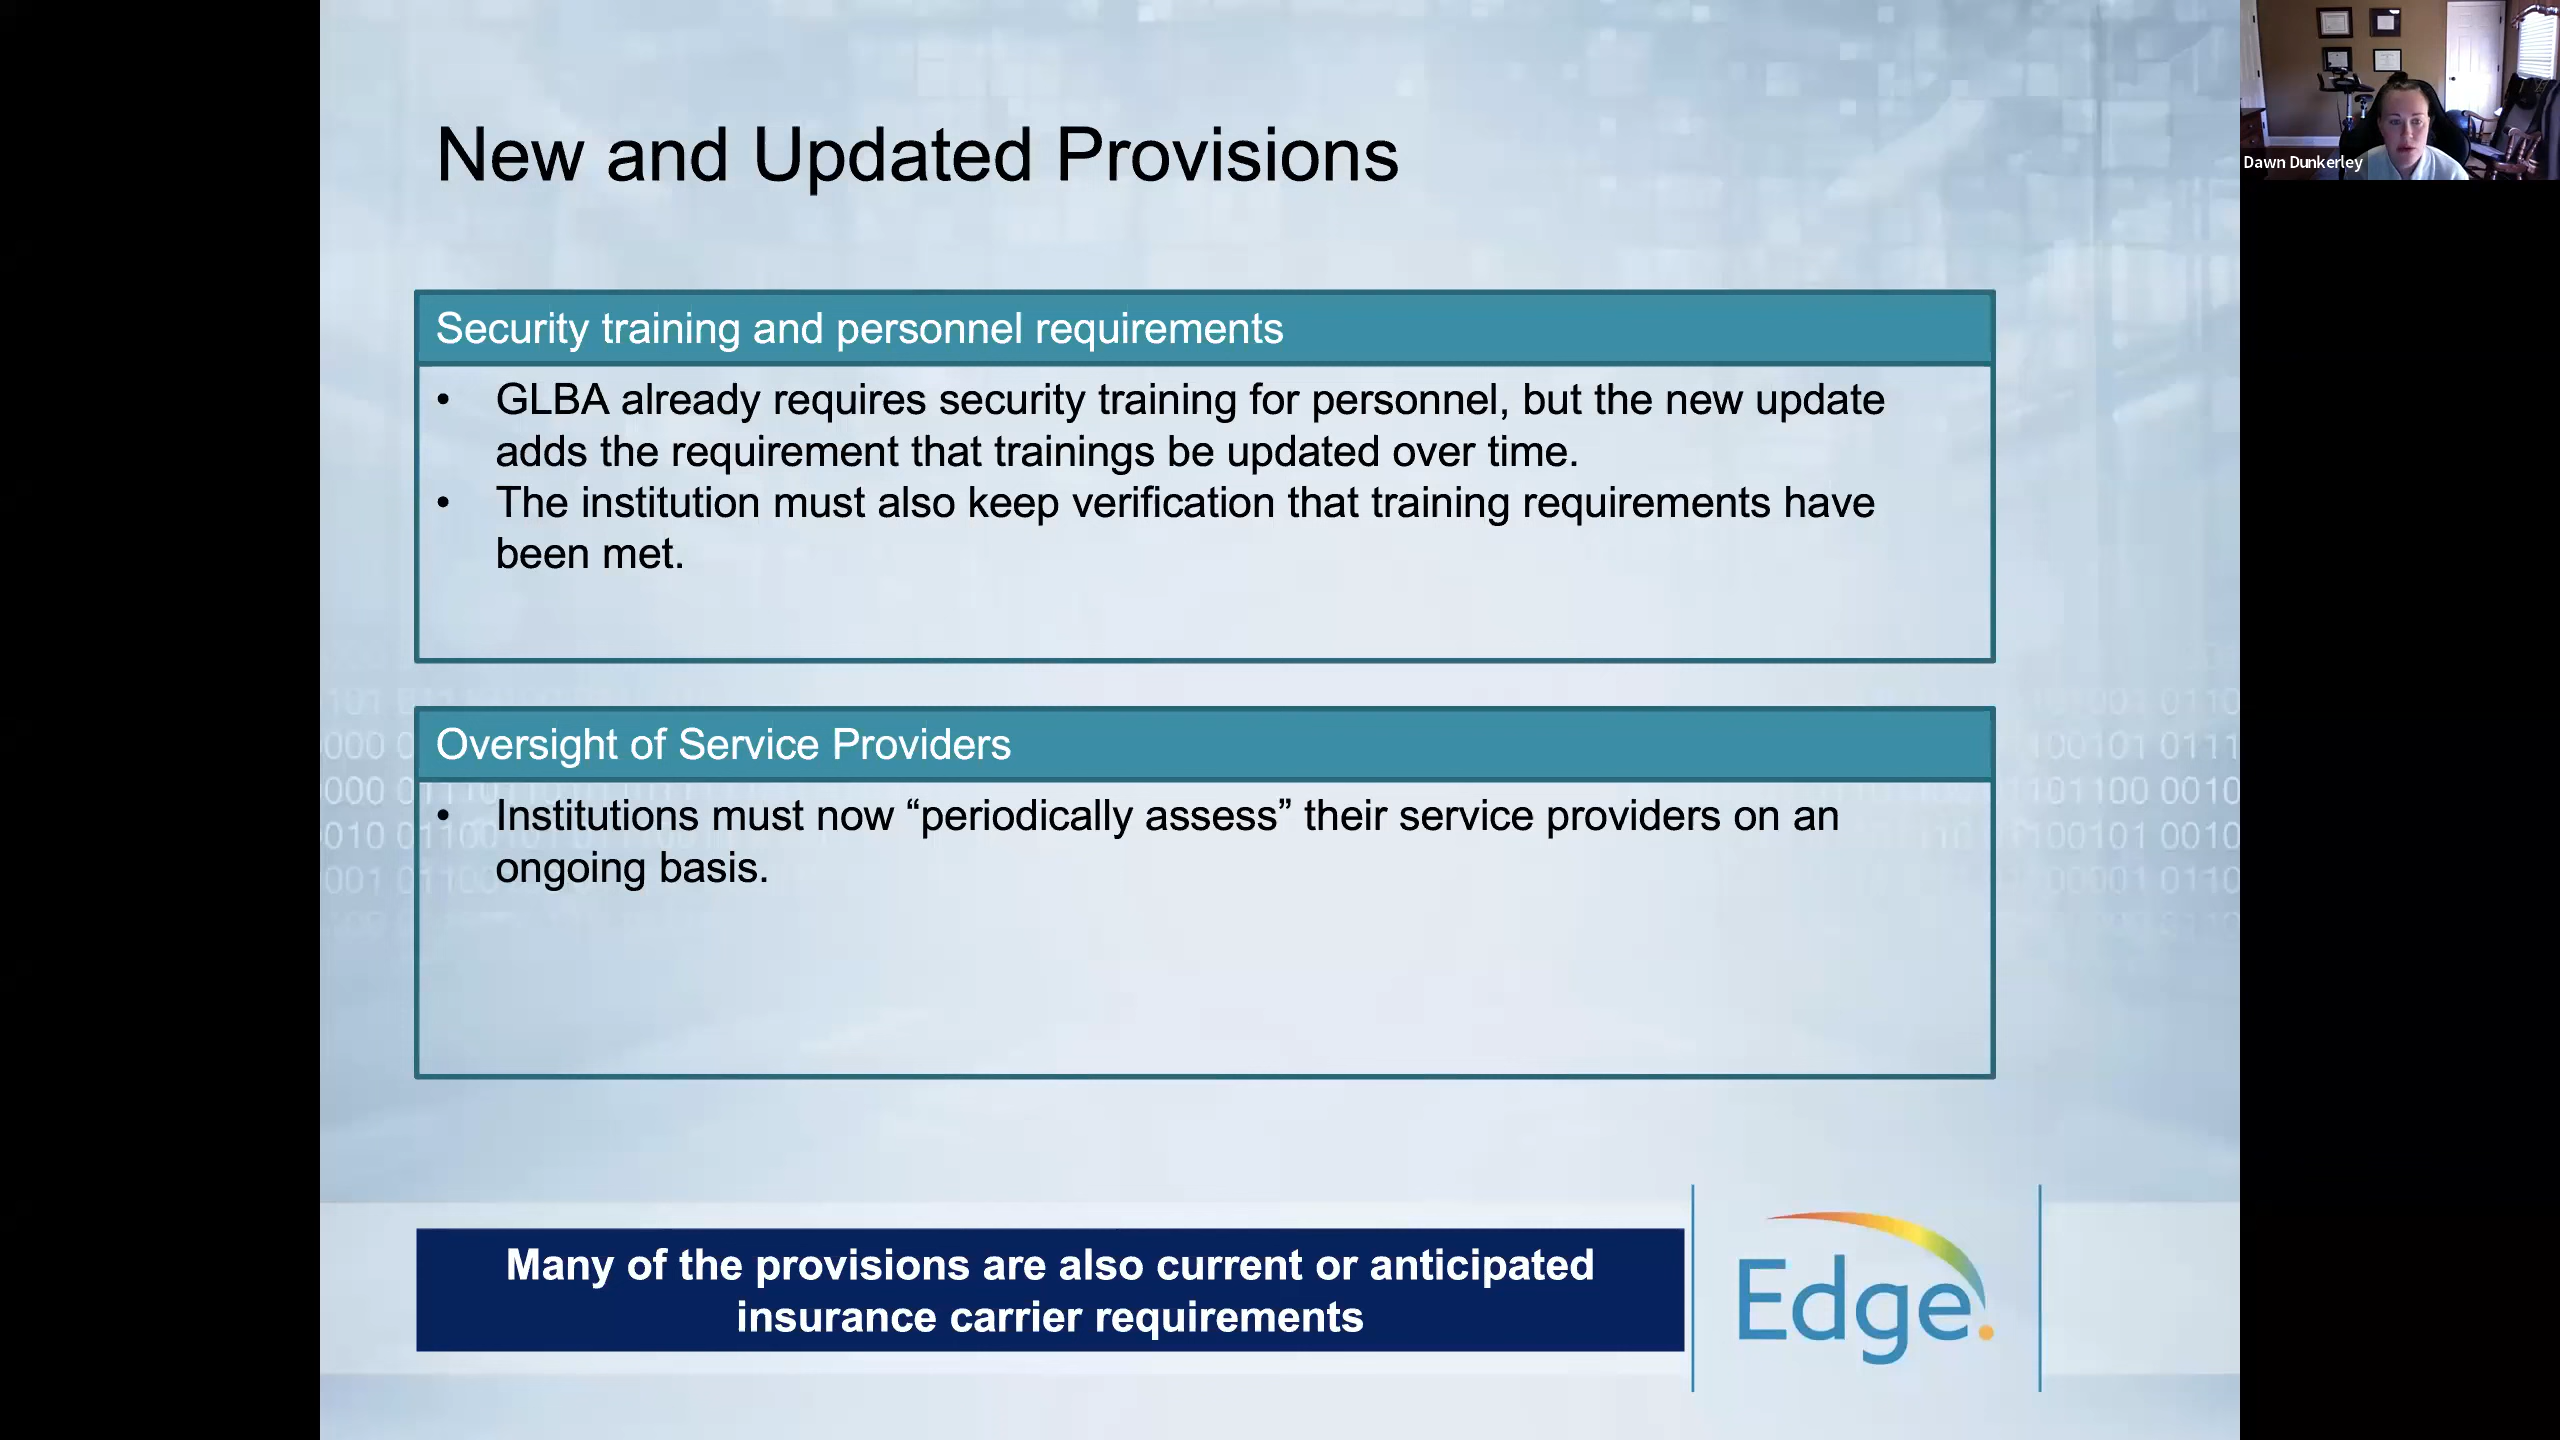 Dawn Dunkerley
New and Updated Provisions
Security training and personnel requirements
• GLBA already requires security training for personnel, but the new update
adds the requirement that trainings be updated over time.
• The institution must also keep verification that training requirements have
been met.
Oversight of Service Providers
• Institutions must now “periodically assess” their service providers on an
ongoing basis.
Many of the provisions are also current or anticipated
insurance carrier requirements
Edge.